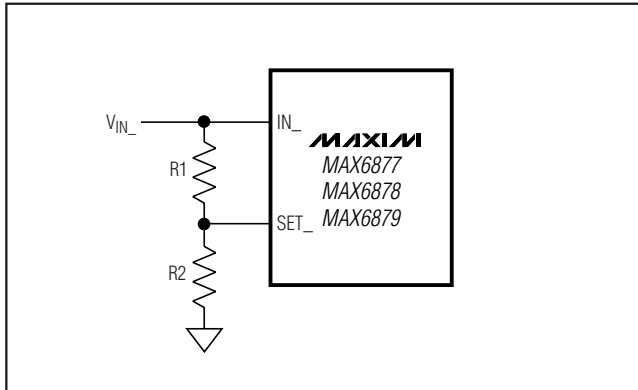 V_IN_
IN_
MAXIM
R1
MAX6877
MAX6878
MAX6879
SET_
R2